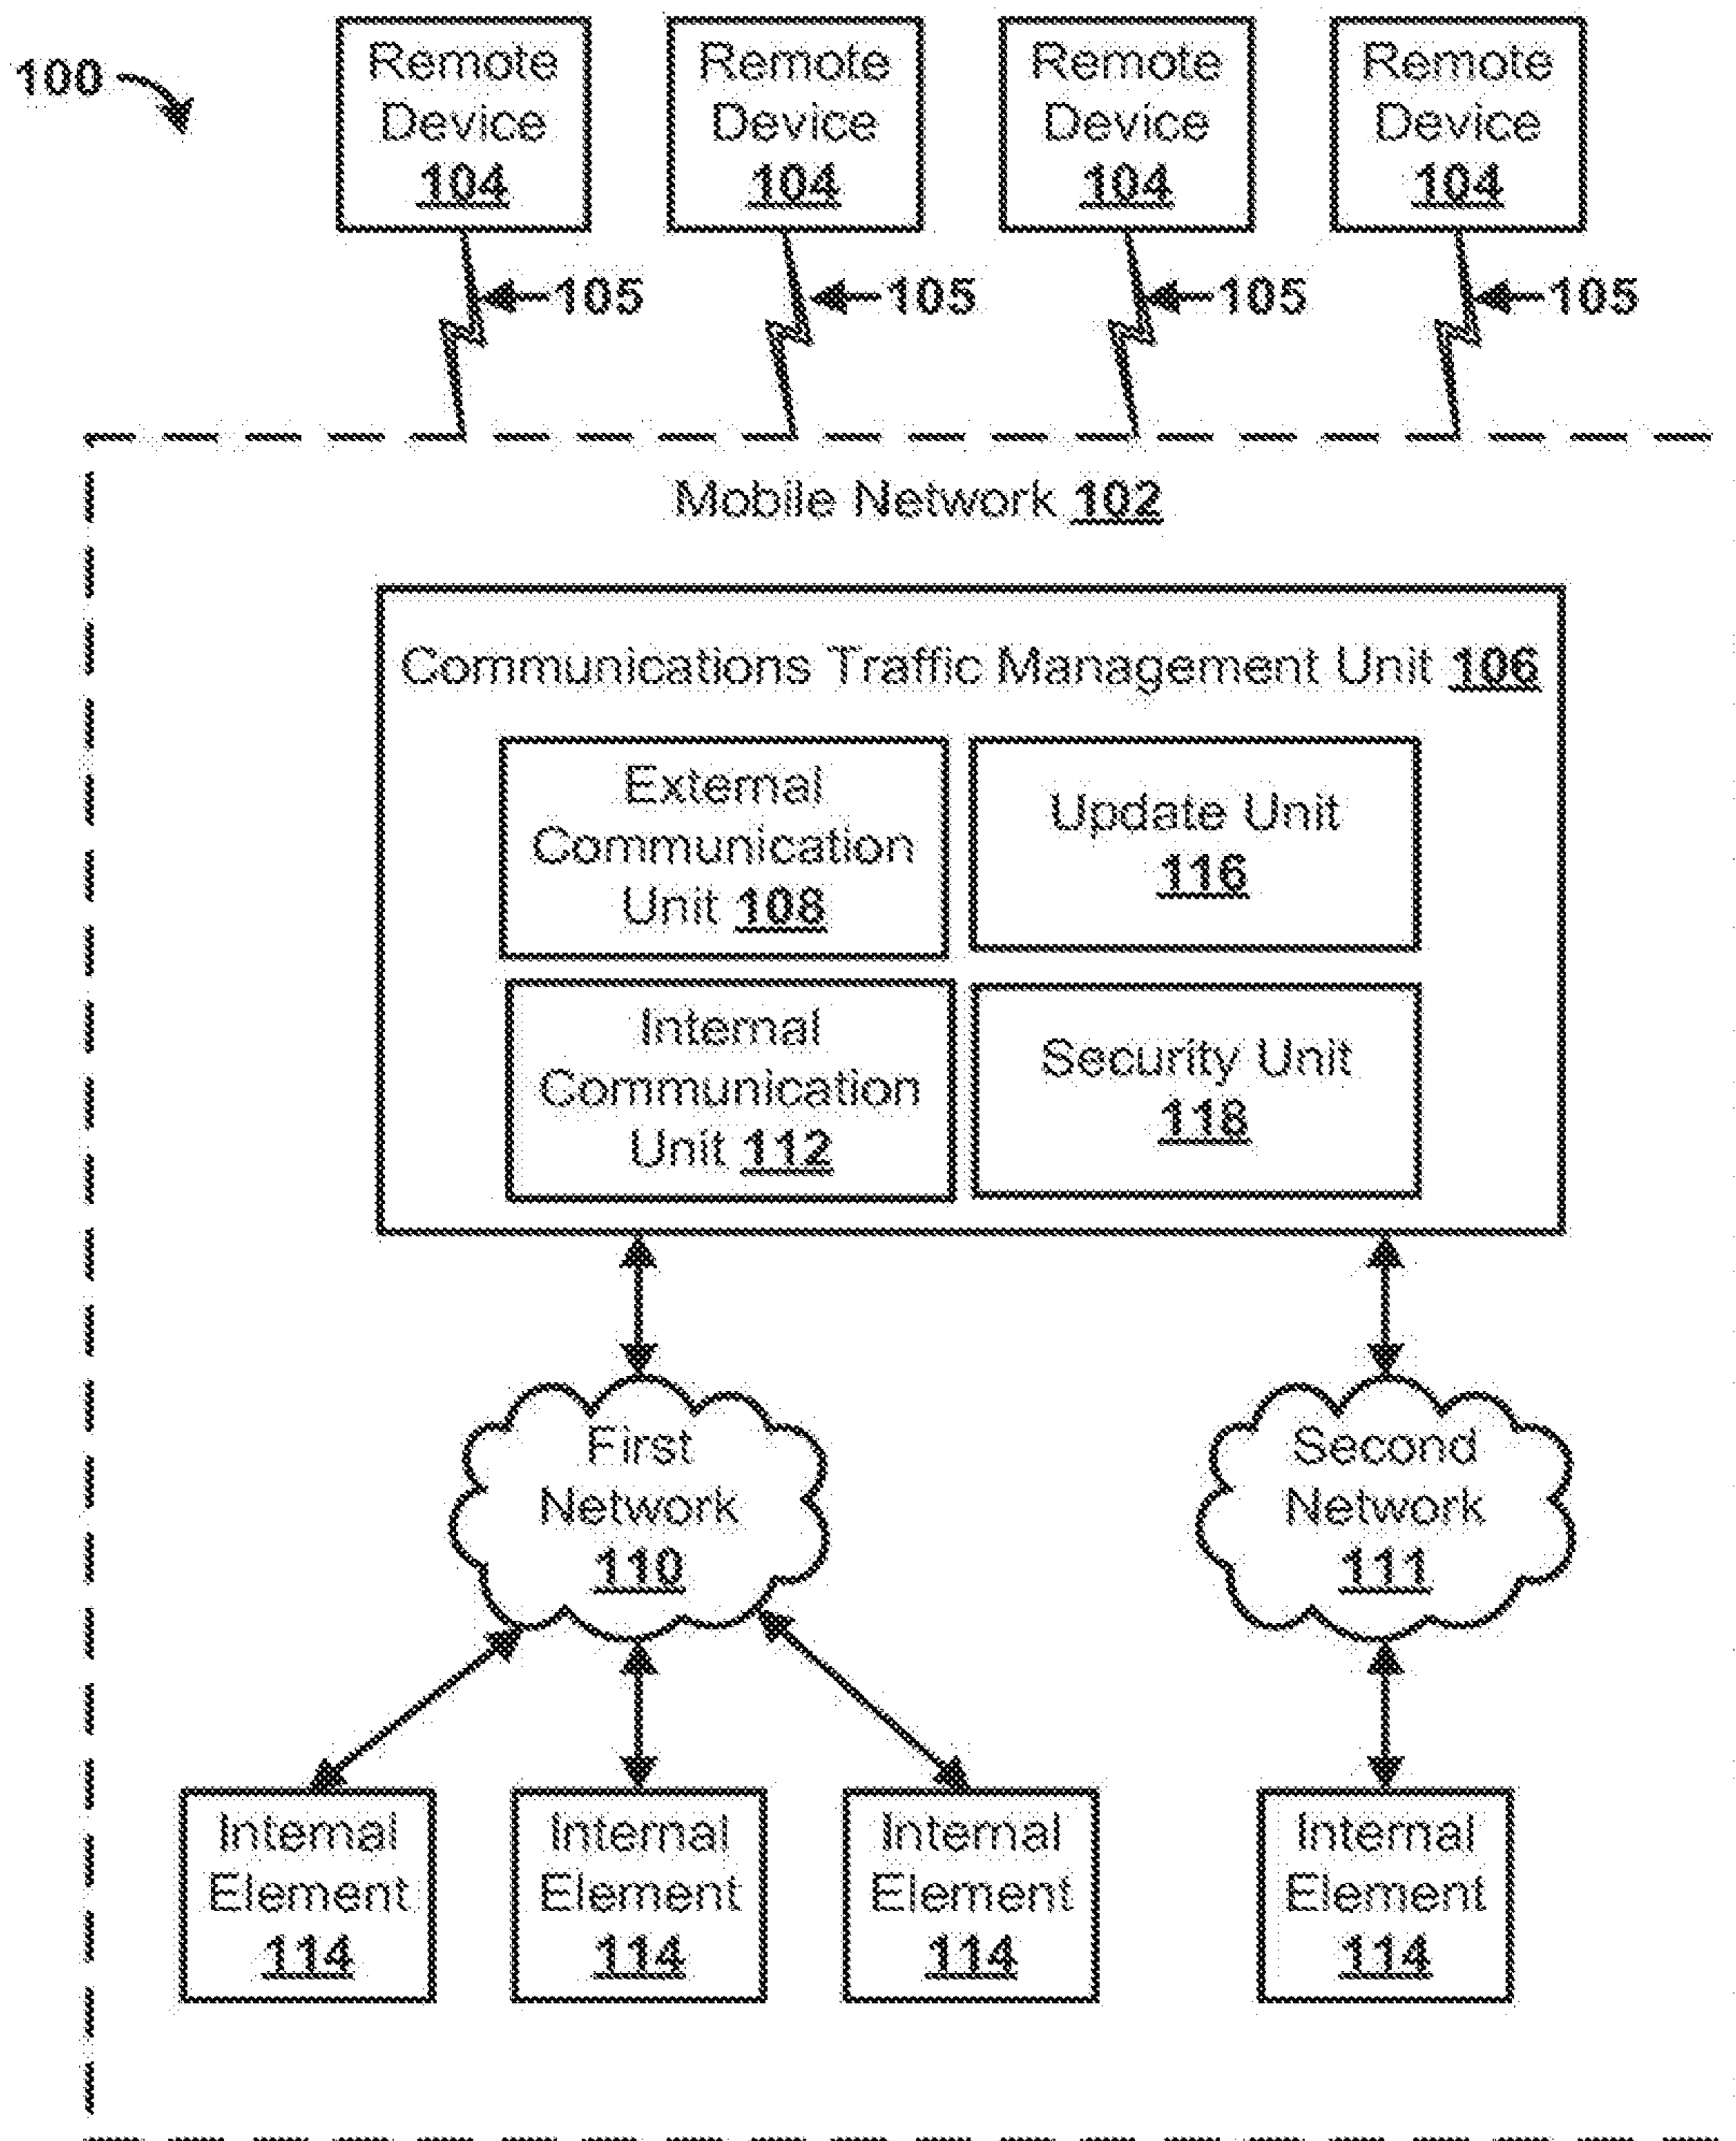 100
Remote
Device
104
Remote
Device
104
Remote
Device
104
Remote
Device
104
105
105
105
105
Mobile Network 102
Communications Traffic Management Unit 106
External
Communication
Unit 108
Update Unit
116
Internal
Communication
Unit 112
Security Unit
118
First
Network
110
Second
Network
111
Internal
Element
114
Internal
Element
114
Internal
Element
114
Internal
Element
114